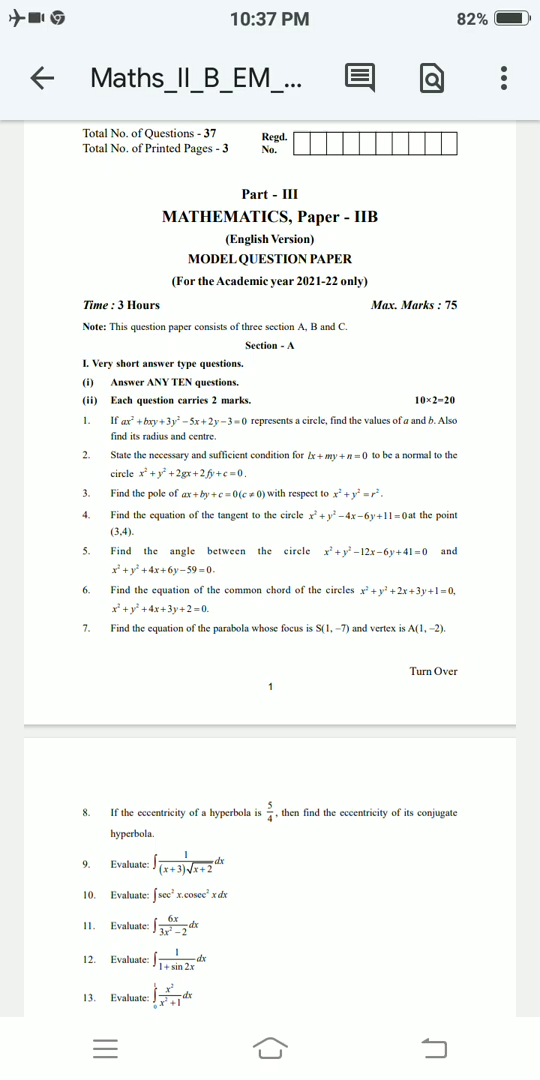 10:37 PM
82%
Maths_II_B_EM_...
Total No. of Questions - 37
Total No. of Printed Pages - 3
Regd.
No.
Part - III
MATHEMATICS, Paper - IIB
(English Version)
MODEL QUESTION PAPER
(For the Academic year 2021-22 only)
Time : 3 Hours Max. Marks : 75
Note: This question paper consists of three section A, B and C.
Section - A
I. Very short answer type questions.
(i) Answer ANY TEN questions.
(ii) Each question carries 2 marks. 10×2=20
1. If ax² + bxy + 3y² − 5x + 2y − 3 = 0 represents a circle, find the values of a and b. Also
find its radius and centre.
2. State the necessary and sufficient condition for lx + my + n = 0 to be a normal to the
circle x² + y² + 2gx + 2fy + c = 0.
3. Find the pole of ax + by + c = 0 (c ≠ 0) with respect to x² + y² = r².
4. Find the equation of the tangent to the circle x² + y² − 4x − 6y + 11 = 0 at the point
(3,4).
5. Find the angle between the circle x² + y² − 12x − 6y + 41 = 0 and
x² + y² + 4x + 6y − 59 = 0.
6. Find the equation of the common chord of the circles x² + y² + 2x + 3y + 1 = 0,
x² + y² + 4x + 3y + 2 = 0.
7. Find the equation of the parabola whose focus is S(1, −7) and vertex is A(1, −2).
Turn Over
1
8. If the eccentricity of a hyperbola is 5/4, then find the eccentricity of its conjugate
hyperbola.
9. Evaluate: ∫ 1/((x+3)√(x+2)) dx
10. Evaluate: ∫ sec² x.cosec² x dx
11. Evaluate: ∫ 6x/(3x² − 2) dx
12. Evaluate: ∫ 1/(1 + sin 2x) dx
13. Evaluate: ∫₀¹ x²/(x² + 1) dx